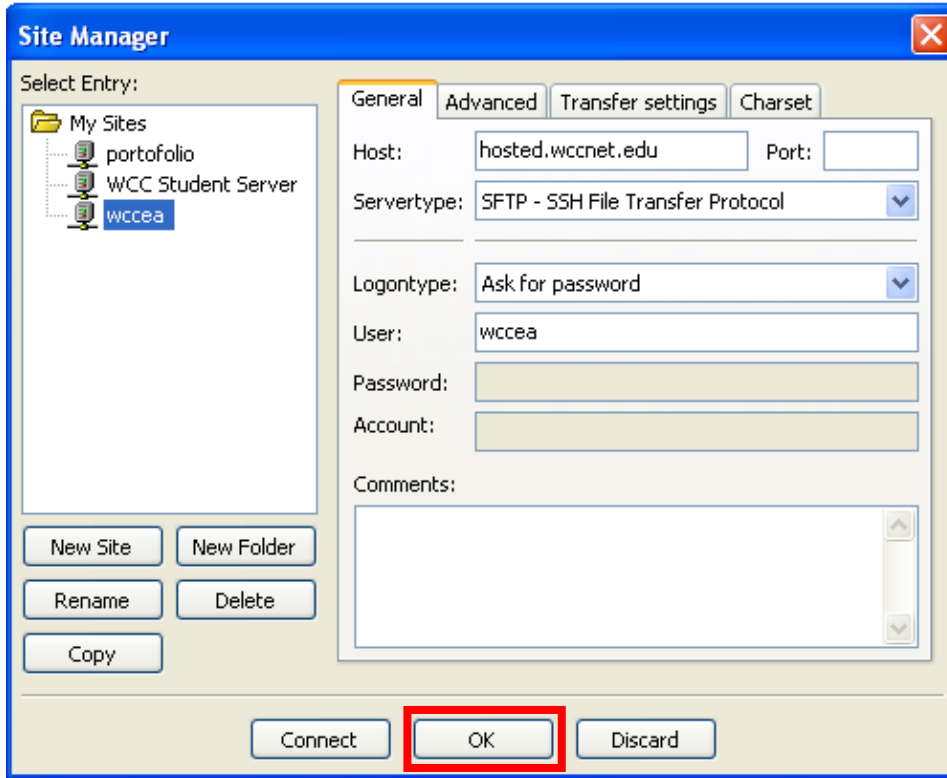 Site Manager
Select Entry:
My Sites
portofolio
WCC Student Server
wccea
New Site
New Folder
Rename
Delete
Copy
General
Advanced
Transfer settings
Charset
Host:
hosted.wccnet.edu
Port:
Servertype:
SFTP - SSH File Transfer Protocol
Logontype:
Ask for password
User:
wccea
Password:
Account:
Comments:
Connect
OK
Discard